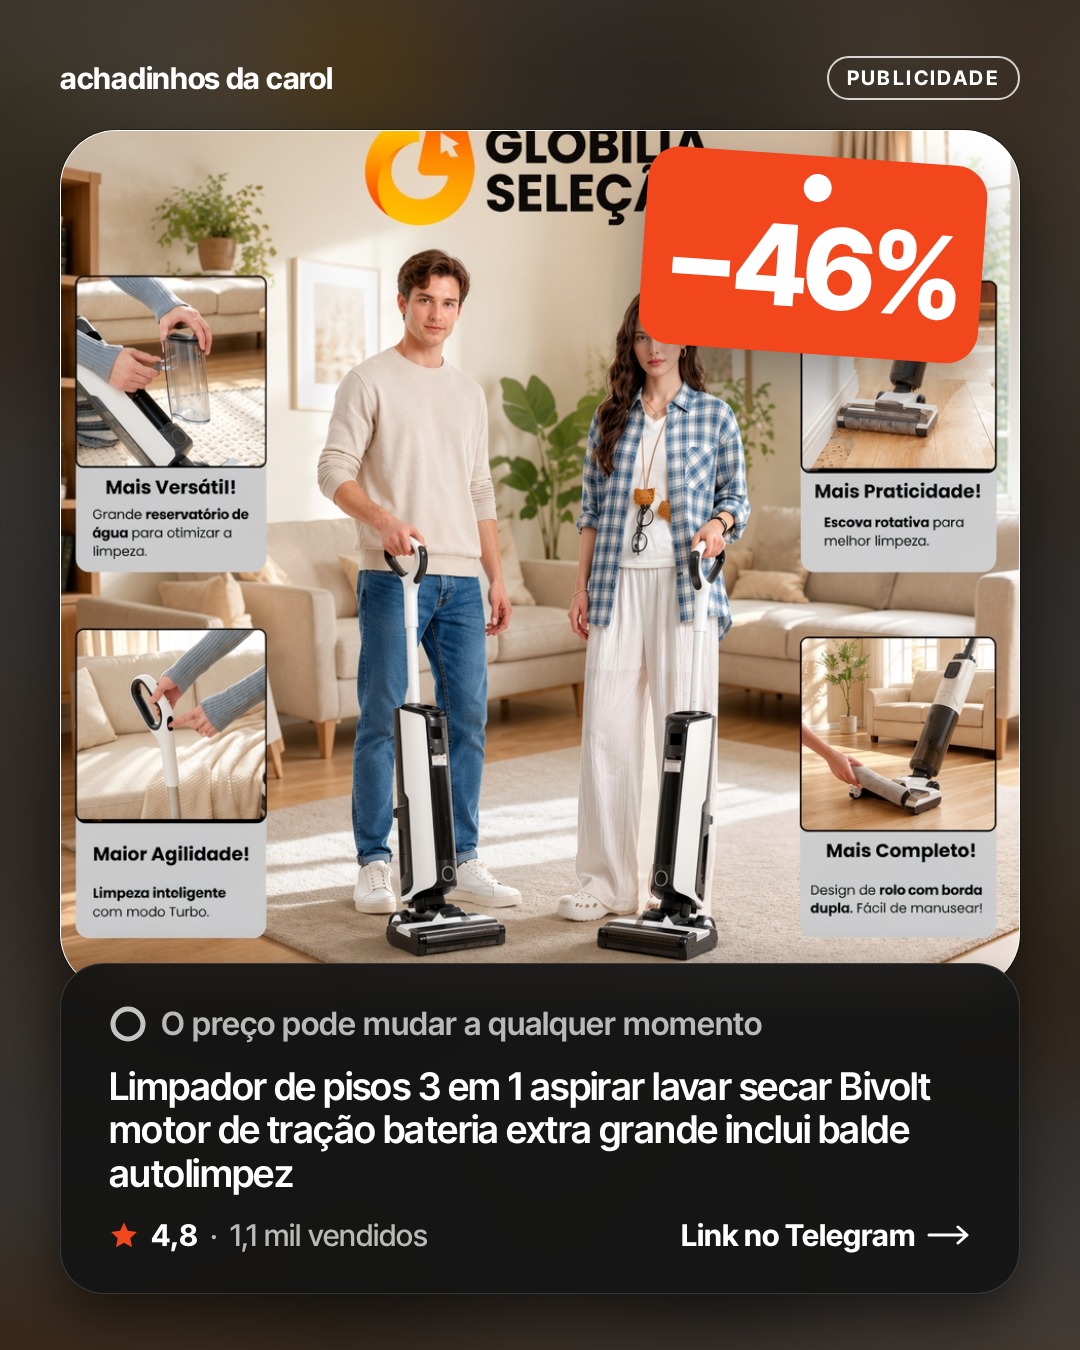 achadinhos da carol
PUBLICIDADE
GLOBILIA
SELEÇÃ
–46%
Mais Versátil!
Grande reservatório de
água para otimizar a
limpeza.
Mais Praticidade!
Escova rotativa para
melhor limpeza.
Maior Agilidade!
Limpeza inteligente
com modo Turbo.
Mais Completo!
Design de rolo com borda
dupla. Fácil de manusear!
O preço pode mudar a qualquer momento
Limpador de pisos 3 em 1 aspirar lavar secar Bivolt
motor de tração bateria extra grande inclui balde
autolimpez
4,8 · 1,1 mil vendidos
Link no Telegram →